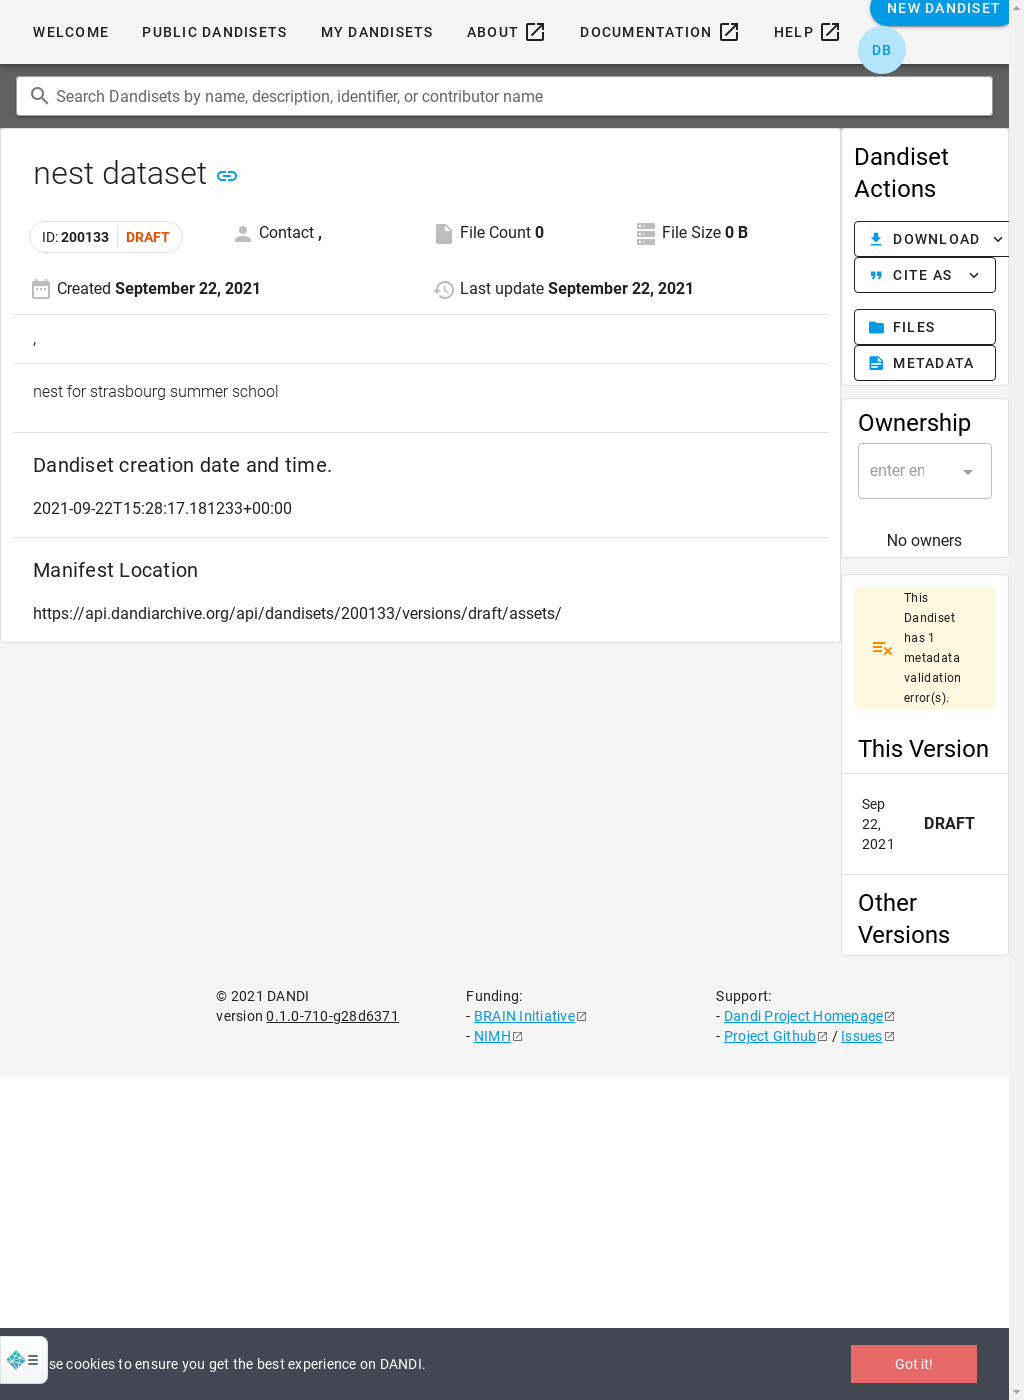 NEW DANDISET
WELCOME PUBLIC DANDISETS MY DANDISETS ABOUT DOCUMENTATION HELP
DB
Search Dandisets by name, description, identifier, or contributor name
nest dataset
ID: 200133 DRAFT
Contact ,
File Count 0
File Size 0 B
Created September 22, 2021
Last update September 22, 2021
,
nest for strasbourg summer school
Dandiset creation date and time.
2021-09-22T15:28:17.181233+00:00
Manifest Location
https://api.dandiarchive.org/api/dandisets/200133/versions/draft/assets/
Dandiset
Actions
DOWNLOAD
CITE AS
FILES
METADATA
Ownership
enter en
No owners
This
Dandiset
has 1
metadata
validation
error(s).
This Version
Sep
22,
2021
DRAFT
Other
Versions
© 2021 DANDI
version 0.1.0-710-g28d6371
Funding:
- BRAIN Initiative
- NIMH
Support:
- Dandi Project Homepage
- Project Github / Issues
se cookies to ensure you get the best experience on DANDI.
Got it!